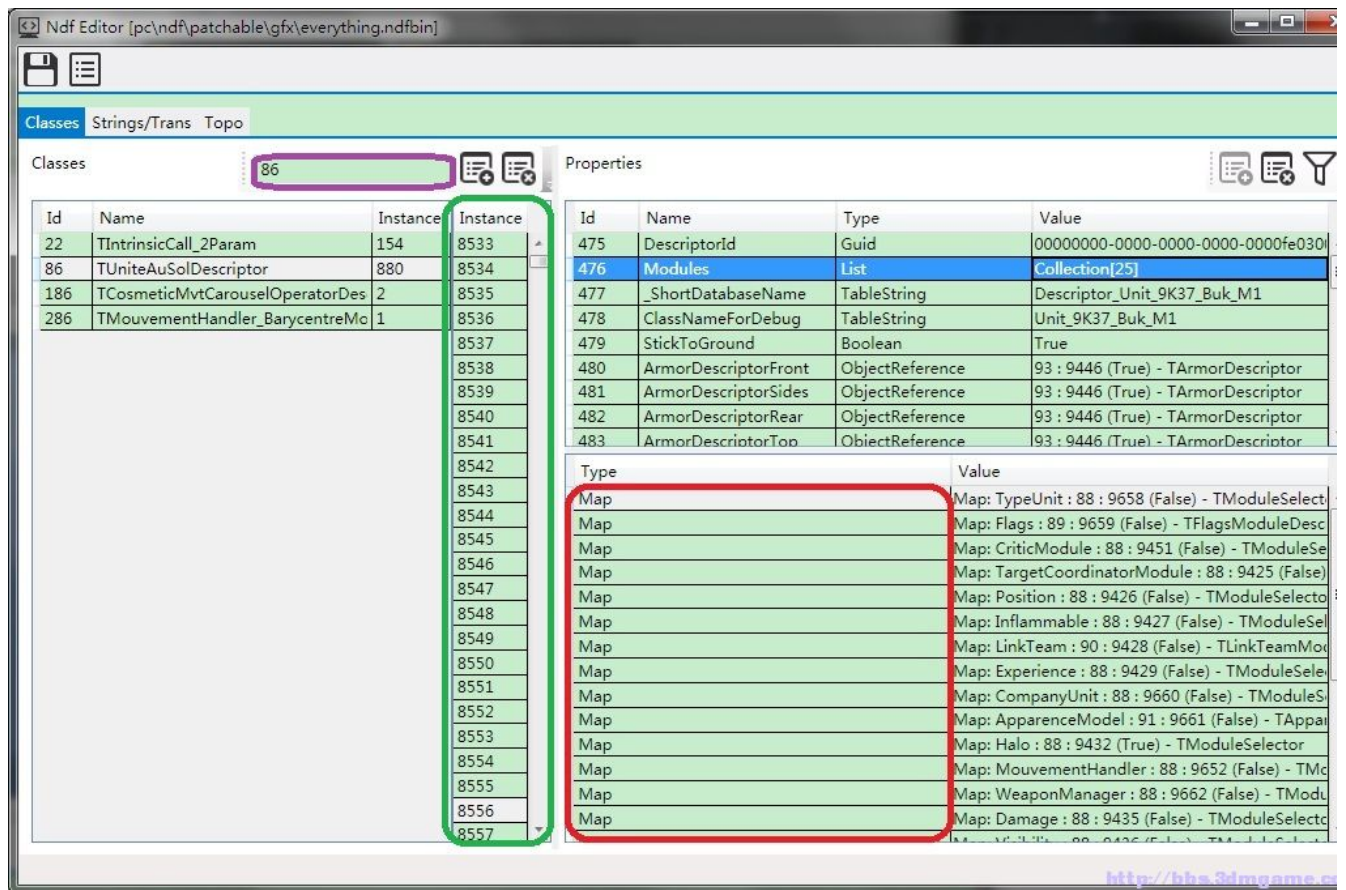 Ndf Editor [pc\ndf\patchable\gfx\everything.ndfbin]
Classes Strings/Trans Topo
Classes 86 Properties
Id Name Instance Instance Id Name Type Value
22 TIntrinsicCall_2Param 154 8533 475 DescriptorId Guid 00000000-0000-0000-0000-0000fe030
86 TUniteAuSolDescriptor 880 8534 476 Modules List Collection[25]
186 TCosmeticMvtCarouselOperatorDes 2 8535 477 _ShortDatabaseName TableString Descriptor_Unit_9K37_Buk_M1
286 TMouvementHandler_BarycentreMo 1 8536 478 ClassNameForDebug TableString Unit_9K37_Buk_M1
8537 479 StickToGround Boolean True
8538 480 ArmorDescriptorFront ObjectReference 93 : 9446 (True) - TArmorDescriptor
8539 481 ArmorDescriptorSides ObjectReference 93 : 9446 (True) - TArmorDescriptor
8540 482 ArmorDescriptorRear ObjectReference 93 : 9446 (True) - TArmorDescriptor
8541 483 ArmorDescriptorTop ObjectReference 93 : 9446 (True) - TArmorDescriptor
8542 Type Value
8543 Map Map: TypeUnit : 88 : 9658 (False) - TModuleSelect
8544 Map Map: Flags : 89 : 9659 (False) - TFlagsModuleDesc
8545 Map Map: CriticModule : 88 : 9451 (False) - TModuleSe
8546 Map Map: TargetCoordinatorModule : 88 : 9425 (False)
8547 Map Map: Position : 88 : 9426 (False) - TModuleSelecto
8548 Map Map: Inflammable : 88 : 9427 (False) - TModuleSel
8549 Map Map: LinkTeam : 90 : 9428 (False) - TLinkTeamMod
8550 Map Map: Experience : 88 : 9429 (False) - TModuleSele
8551 Map Map: CompanyUnit : 88 : 9660 (False) - TModuleS
8552 Map Map: ApparenceModel : 91 : 9661 (False) - TAppar
8553 Map Map: Halo : 88 : 9432 (True) - TModuleSelector
8554 Map Map: MouvementHandler : 88 : 9652 (False) - TMo
8555 Map Map: WeaponManager : 88 : 9662 (False) - TModu
8556 Map Map: Damage : 88 : 9435 (False) - TModuleSelecto
8557
http://bbs.3dmgame.co